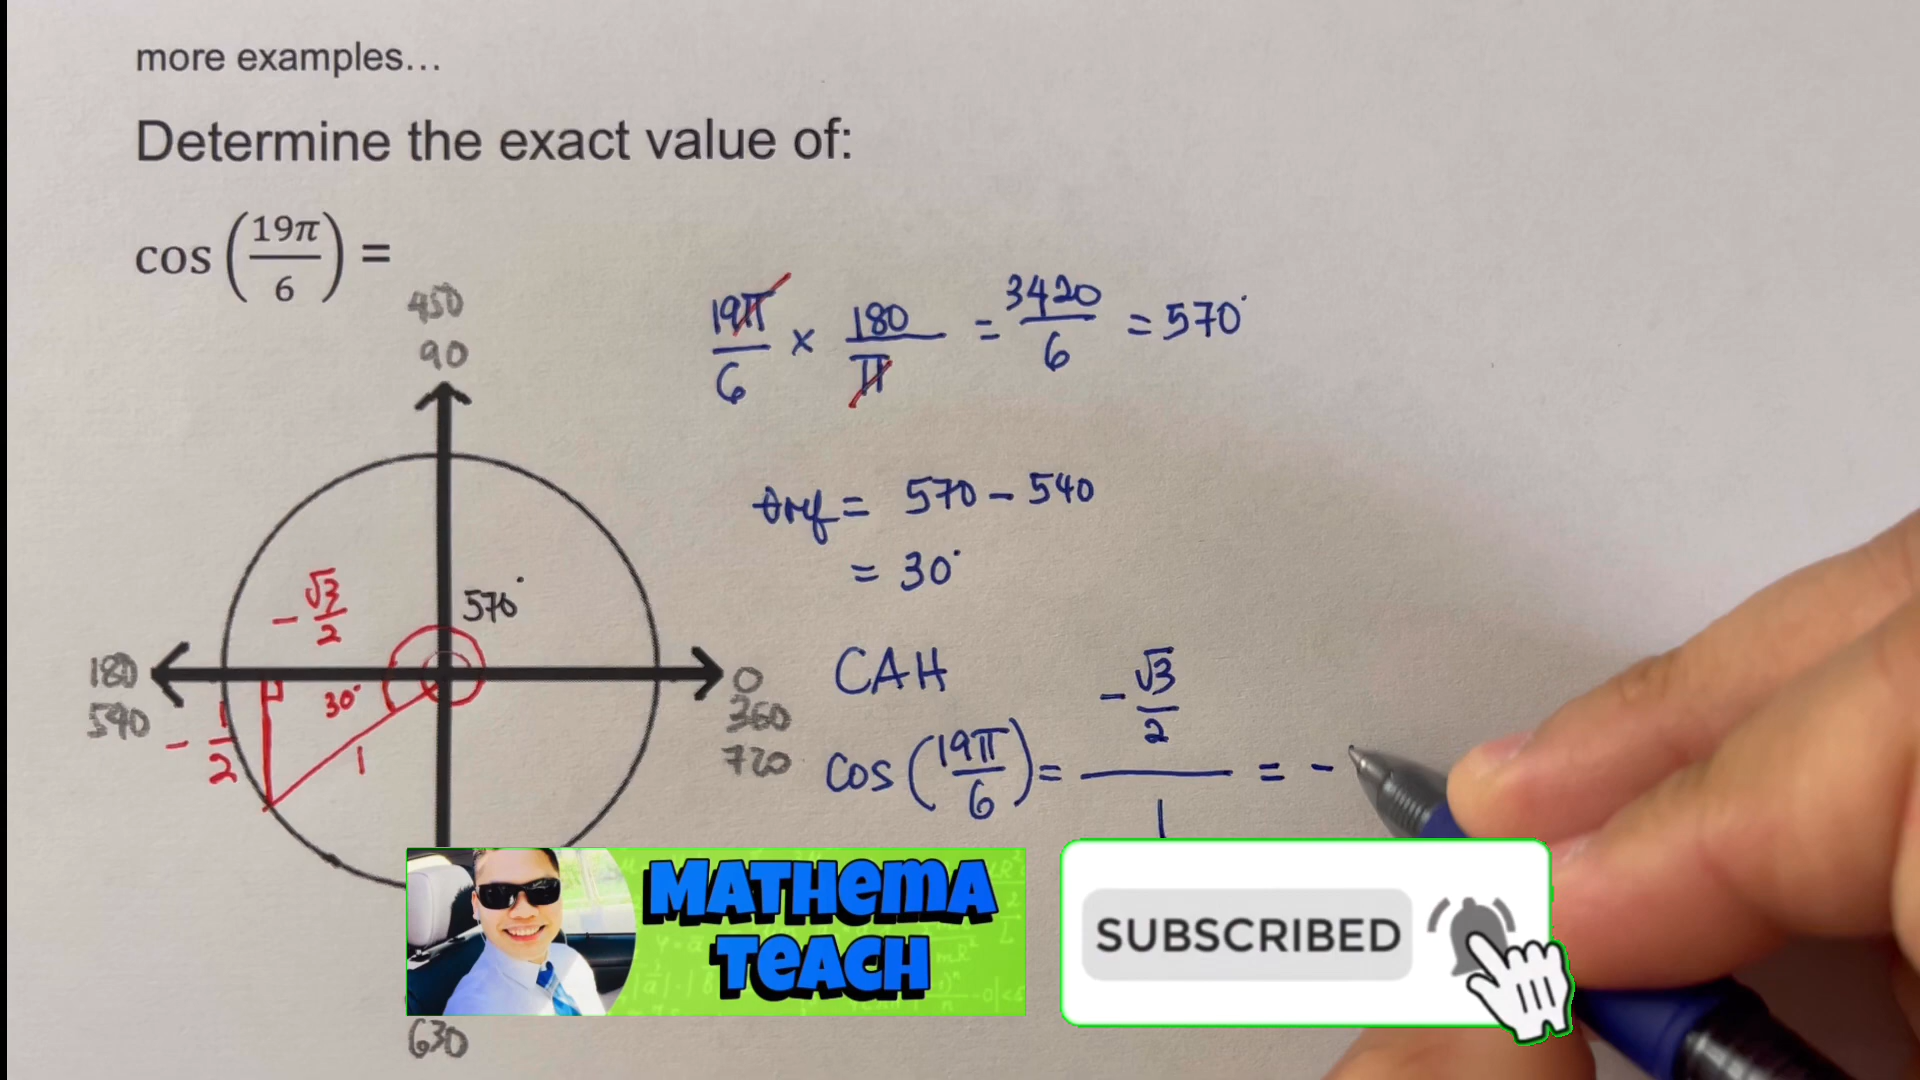 more examples...
Determine the exact value of:
cos(19π/6) =
450
90
19π/6 × 180/π = 3420/6 = 570°
θref = 570 - 540
= 30°
- √3/2
570°
180
540
30°
0
360
720
- 1/2
1
CAH
cos(19π/6) = (- √3/2)/1 = -
MATHEMA
TEACH
SUBSCRIBED
630